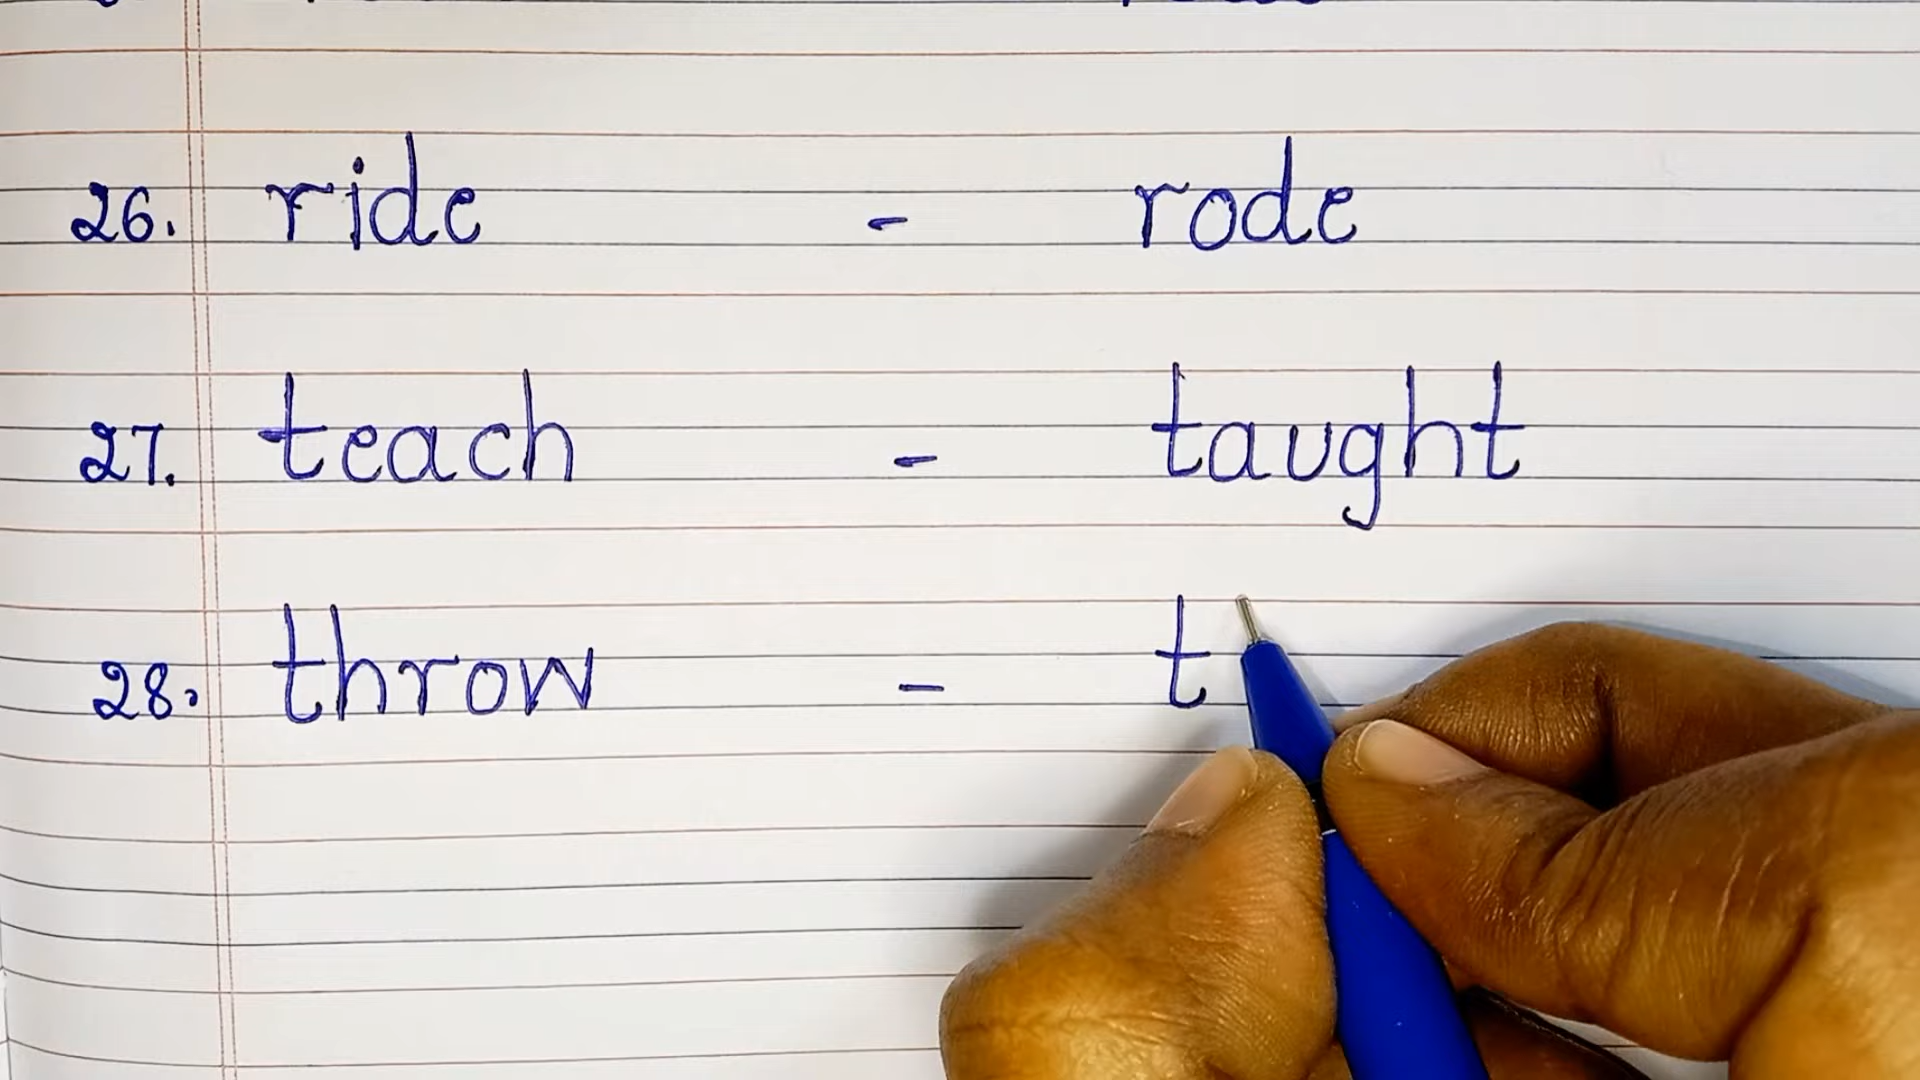 26. ride - rode
27. teach - taught
28. throw - t